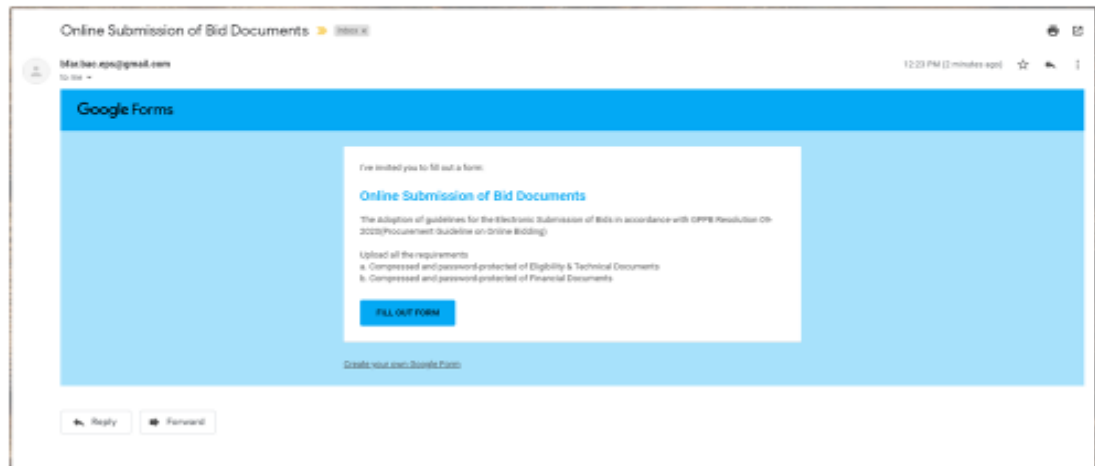 Online Submission of Bid Documents
Inbox x
bfar.bac.eps@gmail.com
12:23 PM (2 minutes ago)
to me
Google Forms
I've invited you to fill out a form:
Online Submission of Bid Documents
The Adoption of guidelines for the Electronic Submission of Bids in accordance with GPPB Resolution 09-
2020(Procurement Guideline on Online Bidding)
Upload all the requirements
a. Compressed and password-protected of Eligibility & Technical Documents
b. Compressed and password-protected of Financial Documents
FILL OUT FORM
Create your own Google Form
Reply
Forward